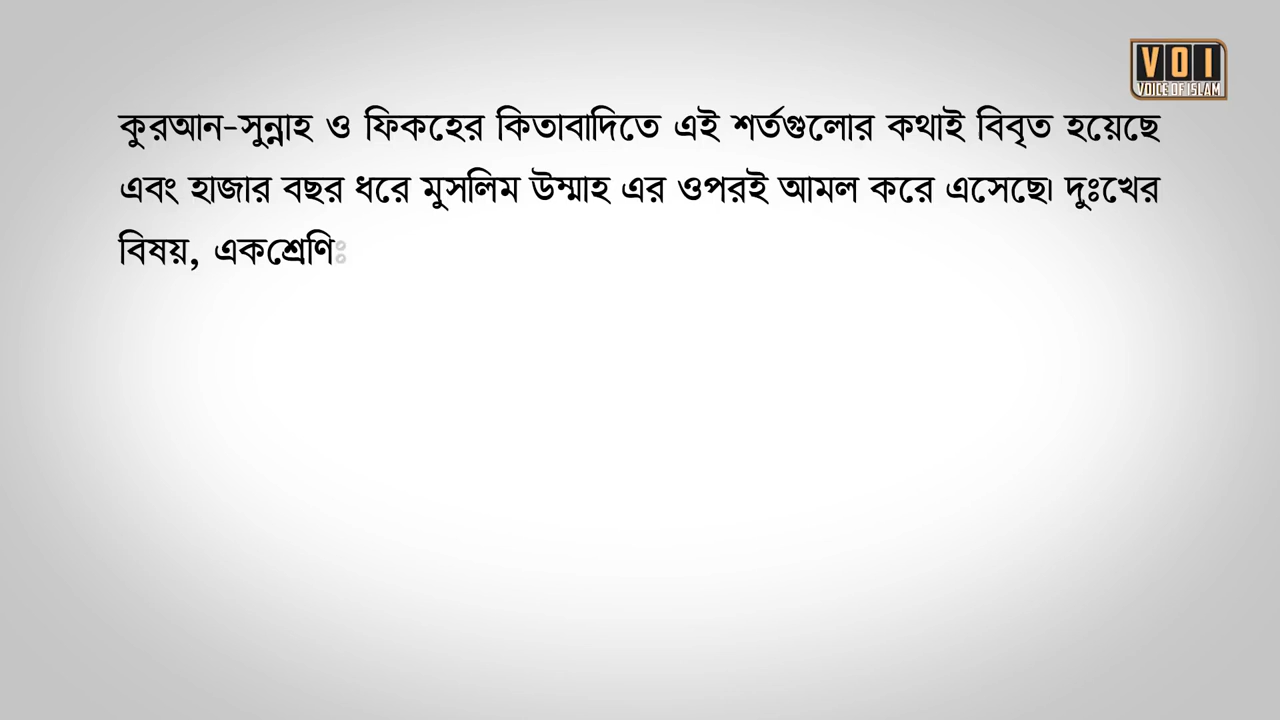 VOI
VOICE OF ISLAM
কুরআন-সুন্নাহ ও ফিকহের কিতাবাদিতে এই শর্তগুলোর কথাই বিবৃত হয়েছে
এবং হাজার বছর ধরে মুসলিম উম্মাহ এর ওপরই আমল করে এসেছে৷ দুঃখের
বিষয়, একশ্রেণিঃ